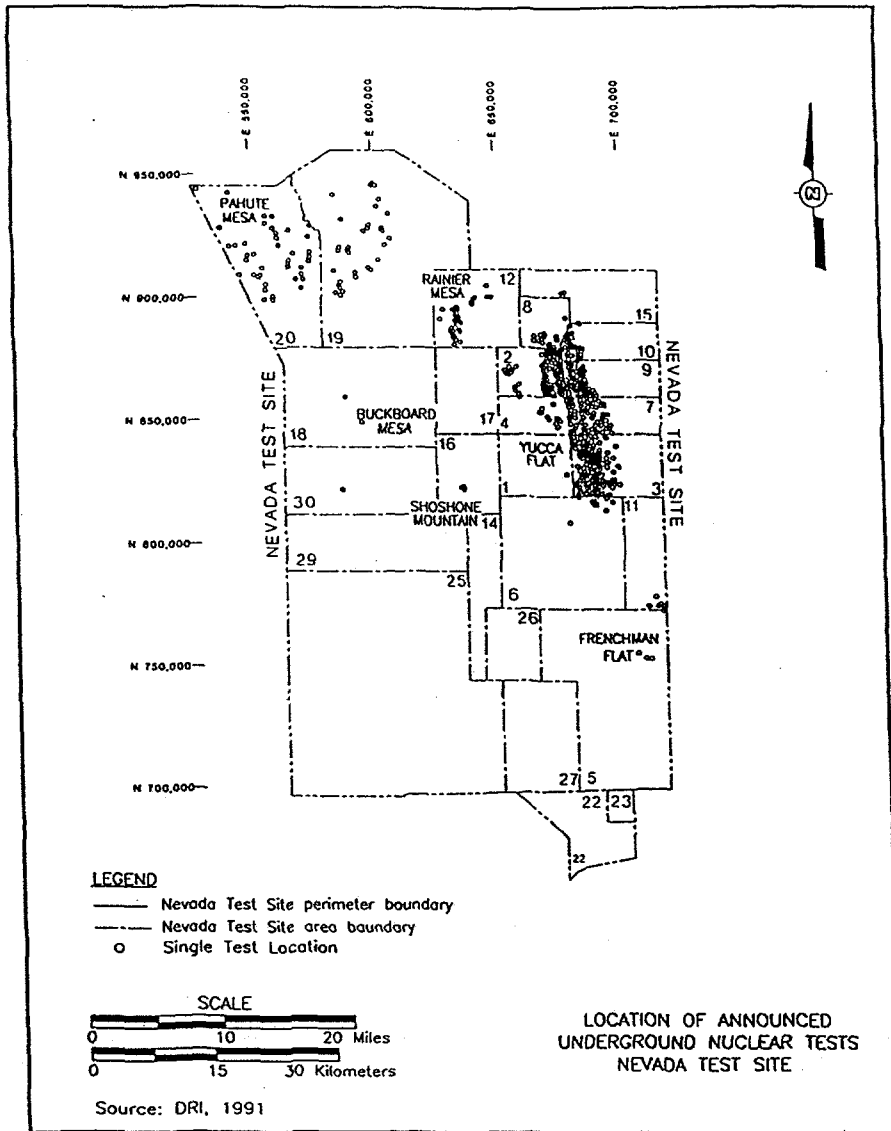 E 550,000
E 600,000
E 650,000
E 700,000
N 950,000
PAHUTE
MESA
N 900,000
RAINIER
MESA
12
8
15
20
19
2
10
9
NEVADA TEST SITE
NEVADA TEST SITE
7
N 850,000
BUCKBOARD
MESA
17
4
18
16
YUCCA
FLAT
1
3
11
30
SHOSHONE
MOUNTAIN
14
N 800,000
29
25
6
26
FRENCHMAN
FLAT
N 750,000
27
5
N 700,000
22
23
22
N
LEGEND
Nevada Test Site perimeter boundary
Nevada Test Site area boundary
Single Test Location
SCALE
0 10 20 Miles
0 15 30 Kilometers
LOCATION OF ANNOUNCED
UNDERGROUND NUCLEAR TESTS
NEVADA TEST SITE
Source: DRI, 1991